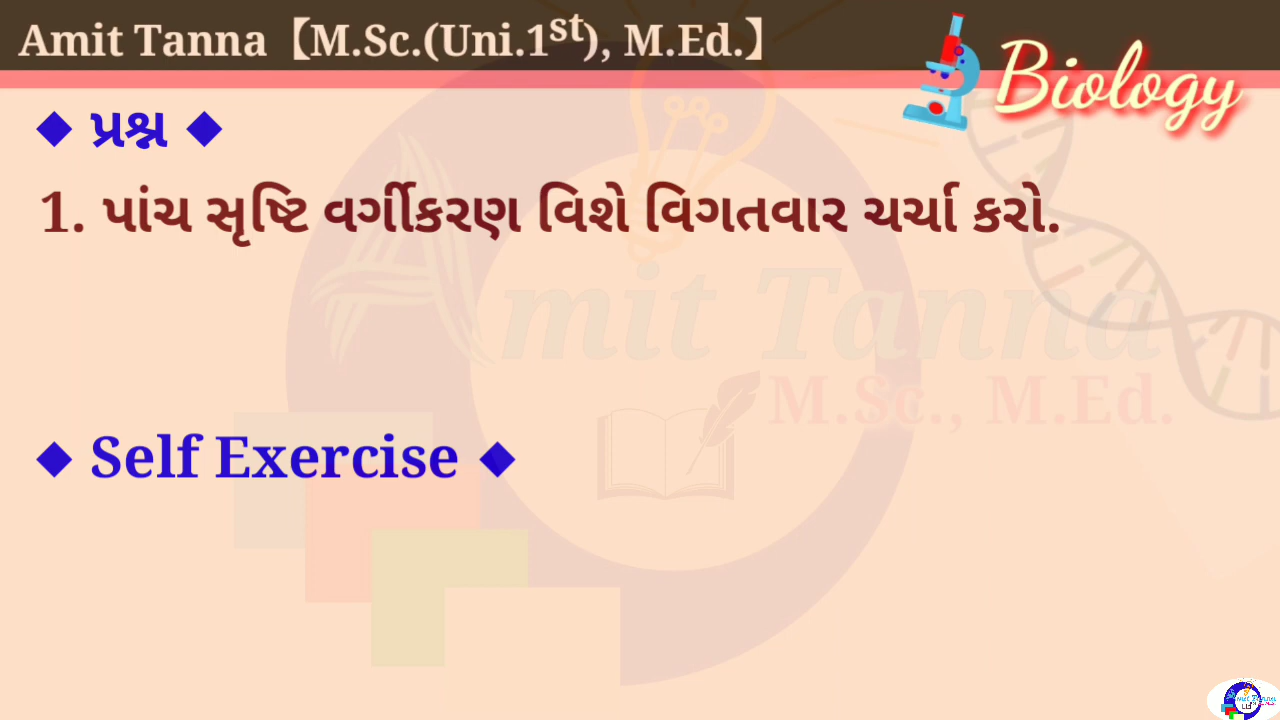 Amit Tanna【M.Sc.(Uni.1st), M.Ed.】
Biology
◆ પ્રશ્ન ◆
1. પાંચ સૃષ્ટિ વર્ગીકરણ વિશે વિગતવાર ચર્ચા કરો.
Amit Tanna
M.Sc., M.Ed.
◆ Self Exercise ◆